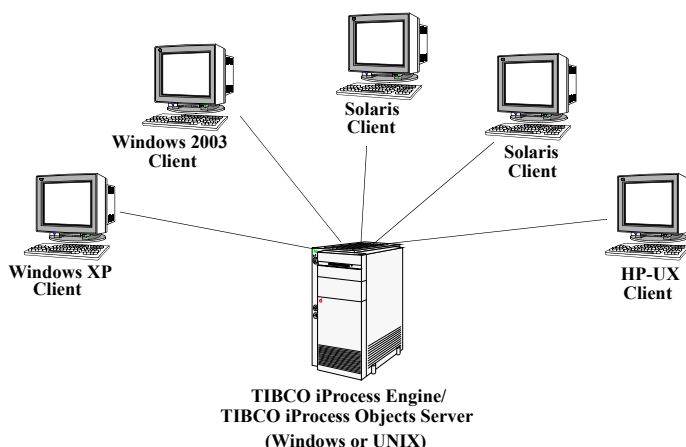 Solaris
Client
Windows 2003
Client
Solaris
Client
Windows XP
Client
HP-UX
Client
TIBCO iProcess Engine/
TIBCO iProcess Objects Server
(Windows or UNIX)